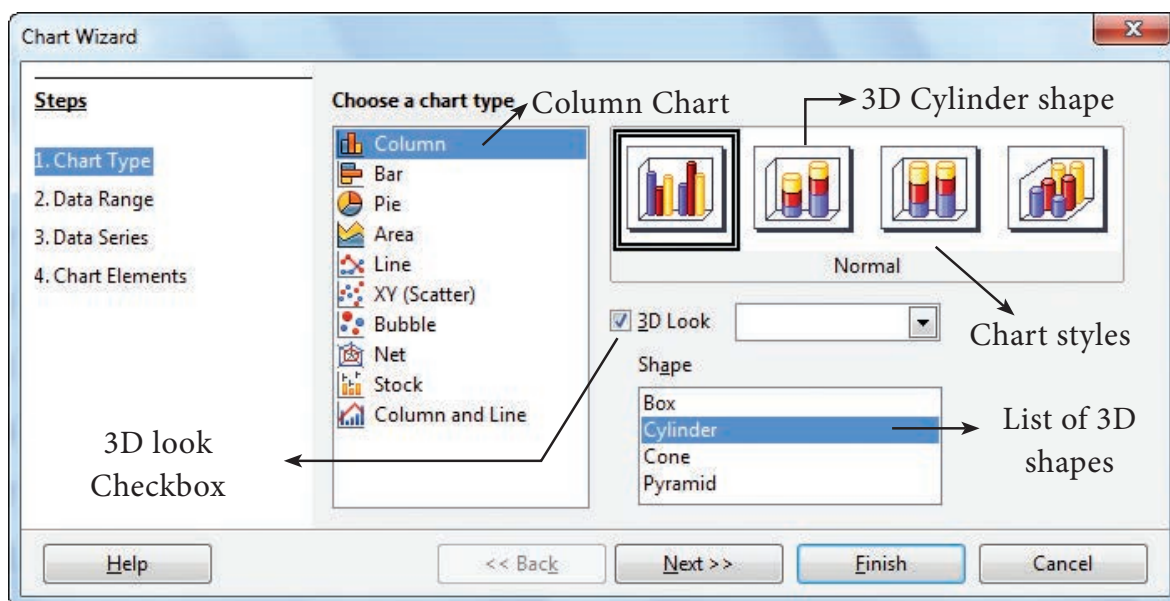 Chart Wizard
Steps
1. Chart Type
2. Data Range
3. Data Series
4. Chart Elements
3D look
Checkbox
Choose a chart type
Column Chart
Column
Bar
Pie
Area
Line
XY (Scatter)
Bubble
Net
Stock
Column and Line
3D Cylinder shape
Normal
Chart styles
3D Look
Shape
Box
Cylinder
Cone
Pyramid
List of 3D
shapes
Help
<< Back
Next >>
Finish
Cancel